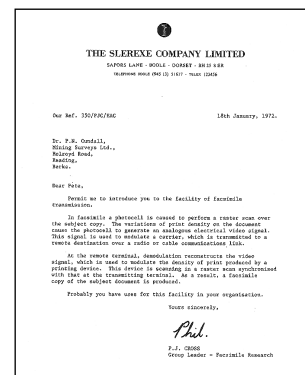 THE SLEREXE COMPANY LIMITED
SAPORS LANE - BOOLE - DORSET - BH 25 8 ER
TELEPHONE BOOLE (945 13) 51617 - TELEX 123456
Our Ref. 350/PJC/EAC 18th January, 1972.
Dr. P.N. Cundall,
Mining Surveys Ltd.,
Holroyd Road,
Reading,
Berks.
Dear Pete,
Permit me to introduce you to the facility of facsimile
transmission.
In facsimile a photocell is caused to perform a raster scan over
the subject copy. The variations of print density on the document
cause the photocell to generate an analogous electrical video signal.
This signal is used to modulate a carrier, which is transmitted to a
remote destination over a radio or cable communications link.
At the remote terminal, demodulation reconstructs the video
signal, which is used to modulate the density of print produced by a
printing device. This device is scanning in a raster scan synchronised
with that at the transmitting terminal. As a result, a facsimile
copy of the subject document is produced.
Probably you have uses for this facility in your organisation.
Yours sincerely,
Phil.
P.J. CROSS
Group Leader - Facsimile Research